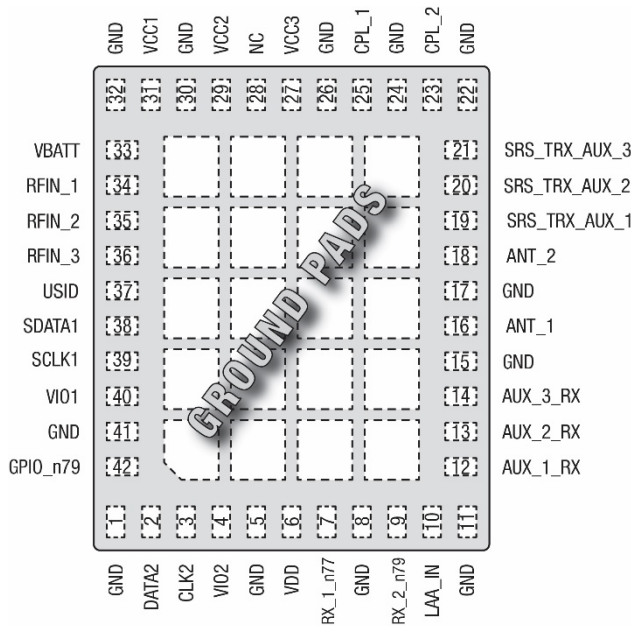 GND VCC1 GND VCC2 NC VCC3 GND CPL_1 GND CPL_2 GND
32 31 30 29 28 27 26 25 24 23 22
VBATT 33 21 SRS_TRX_AUX_3
RFIN_1 34 20 SRS_TRX_AUX_2
RFIN_2 35 19 SRS_TRX_AUX_1
RFIN_3 36 18 ANT_2
USID 37 17 GND
SDATA1 38 16 ANT_1
SCLK1 39 15 GND
VIO1 40 14 AUX_3_RX
GND 41 13 AUX_2_RX
GPIO_n79 42 12 AUX_1_RX
GROUND PADS
1 2 3 4 5 6 7 8 9 10 11
GND DATA2 CLK2 VIO2 GND VDD RX_1_n77 GND RX_2_n79 LAA_IN GND